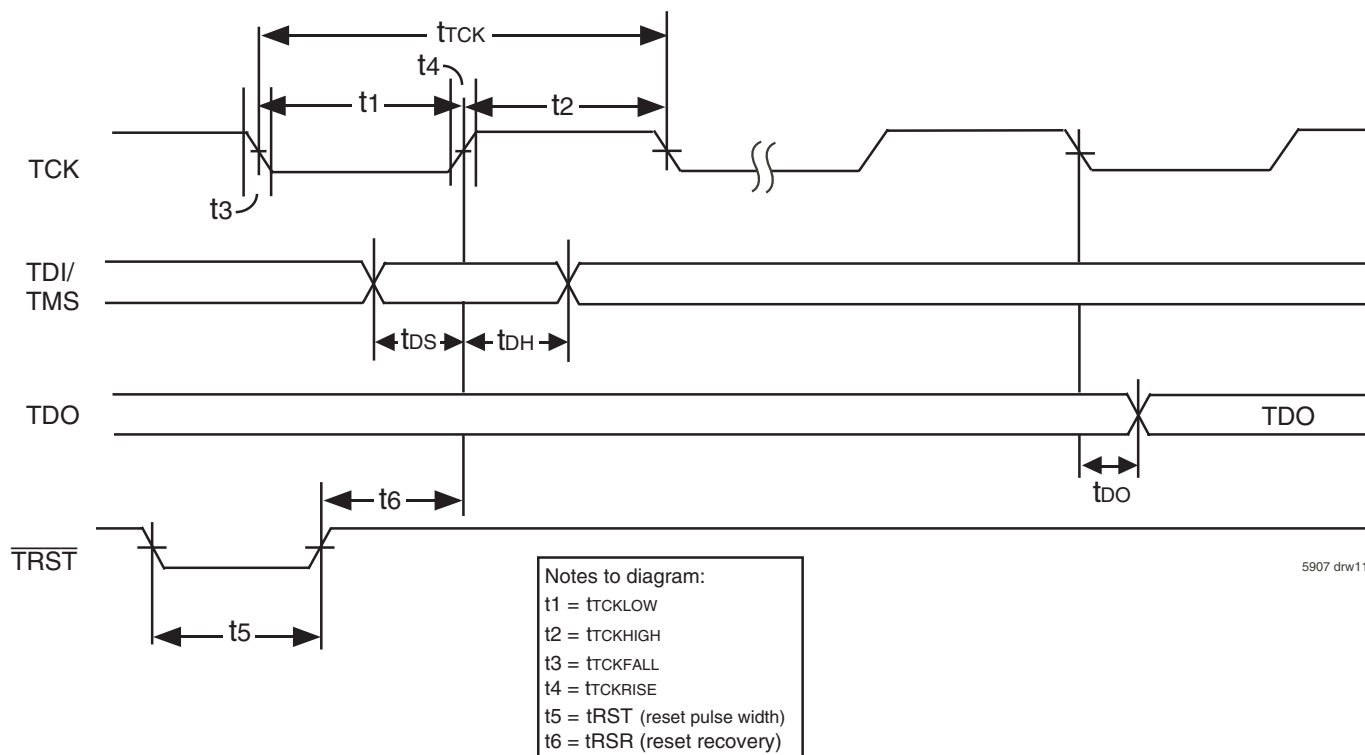 tTCK
t4
t1
t2
TCK
t3
TDI/
TMS
tDS
tDH
TDO
TDO
tDO
t6
TRST
t5
5907 drw11
Notes to diagram:
t1 = tTCKLOW
t2 = tTCKHIGH
t3 = tTCKFALL
t4 = tTCKRISE
t5 = tRST (reset pulse width)
t6 = tRSR (reset recovery)